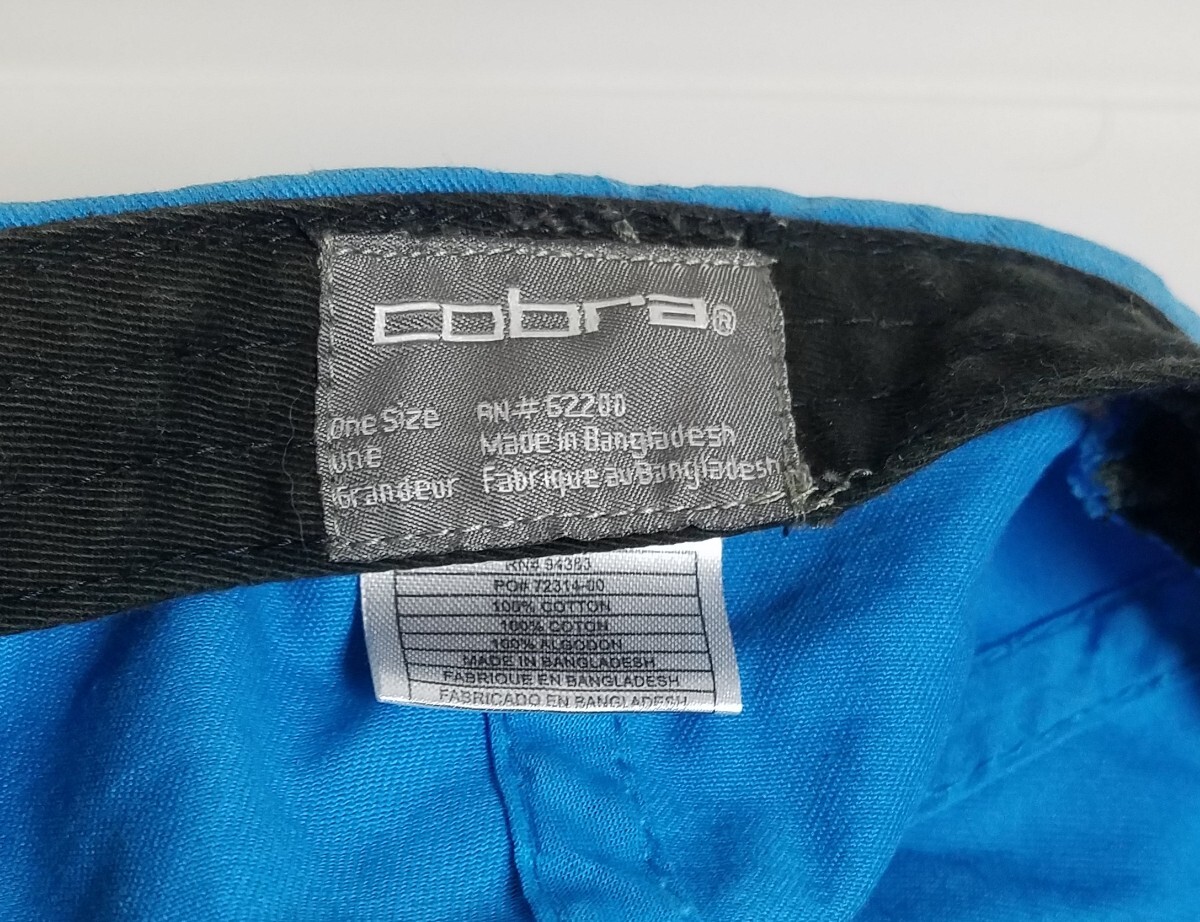 cobra®
One Size
Une
Grandeur
RN# 62200
Made in Bangladesh
Fabrique au Bangladesh
RN# 94383
PO# 72314-00
100% COTTON
100% COTON
100% ALGODON
MADE IN BANGLADESH
FABRIQUE EN BANGLADESH
FABRICADO EN BANGLADESH